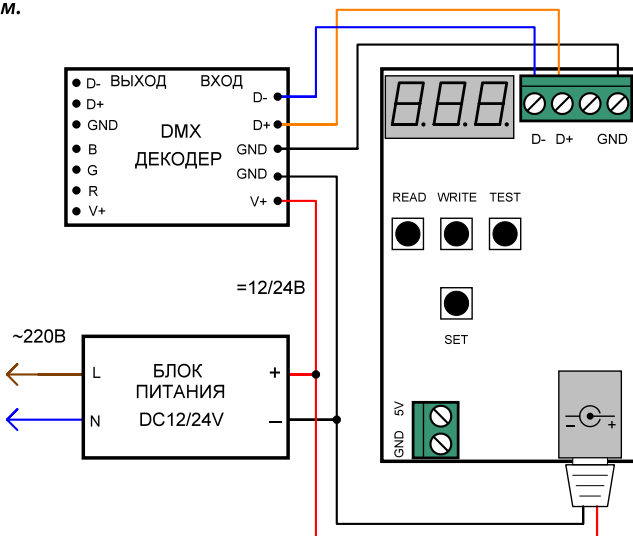 м.
ВЫХОД ВХОД
D- D-
D+ D+
GND DMX
ДЕКОДЕР
B GND
G GND
R V+
V+
D- D+ GND
READ WRITE TEST
SET
=12/24В
~220В
L БЛОК +
ПИТАНИЯ
N DC12/24V –
5V
GND
– +